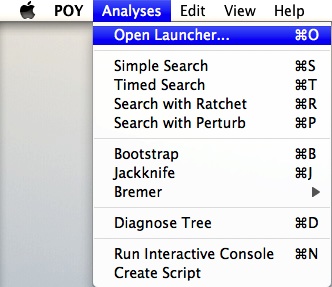 POY Analyses Edit View Help
Open Launcher... ⌘O
Simple Search ⌘S
Timed Search ⌘T
Search with Ratchet ⌘R
Search with Perturb ⌘P
Bootstrap ⌘B
Jackknife ⌘J
Bremer
Diagnose Tree ⌘D
Run Interactive Console ⌘N
Create Script